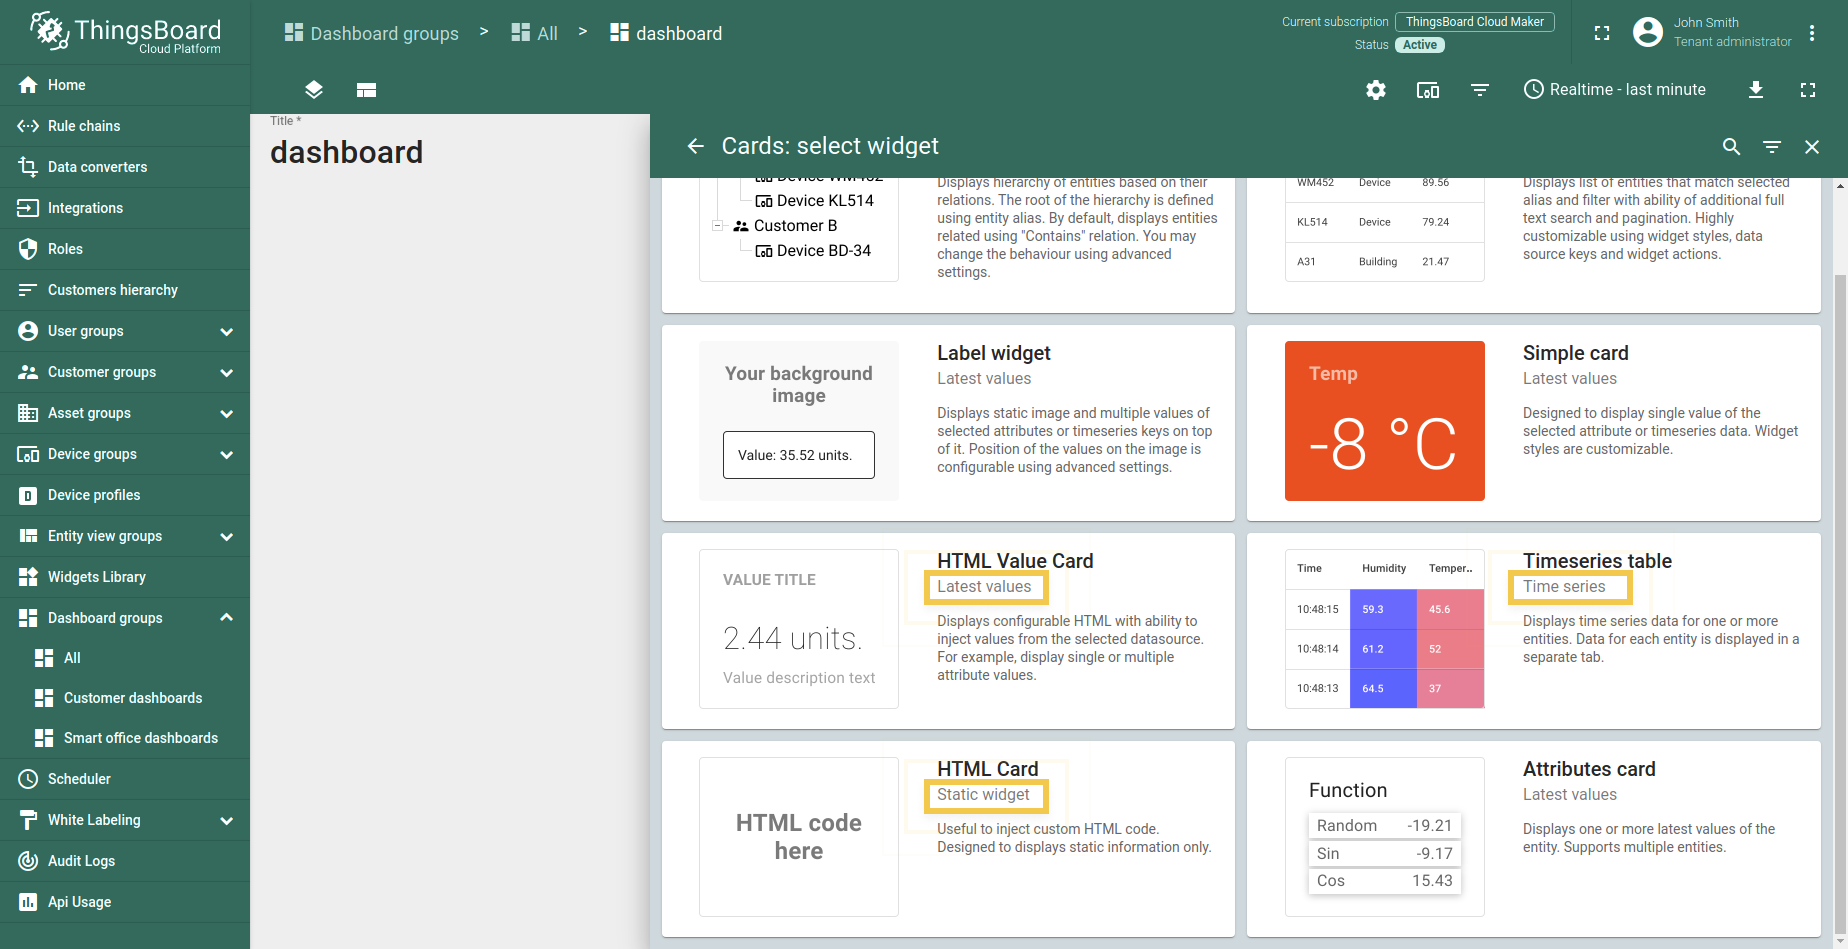 ThingsBoard
Cloud Platform
Home
Rule chains
Data converters
Integrations
Roles
Customers hierarchy
User groups
Customer groups
Asset groups
Device groups
Device profiles
Entity view groups
Widgets Library
Dashboard groups
All
Customer dashboards
Smart office dashboards
Scheduler
White Labeling
Audit Logs
Api Usage
Dashboard groups > All > dashboard
Current subscription ThingsBoard Cloud Maker
Status Active
John Smith
Tenant administrator
Realtime - last minute
Title *
dashboard
Cards: select widget
Device WM452
Device KL514
Customer B
Device BD-34
Displays hierarchy of entities based on their
relations. The root of the hierarchy is defined
using entity alias. By default, displays entities
related using "Contains" relation. You may
change the behaviour using advanced
settings.
WM452 Device 89.56
KL514 Device 79.24
A31 Building 21.47
Displays list of entities that match selected
alias and filter with ability of additional full
text search and pagination. Highly
customizable using widget styles, data
source keys and widget actions.
Your background
image
Value: 35.52 units.
Label widget
Latest values
Displays static image and multiple values of
selected attributes or timeseries keys on top
of it. Position of the values on the image is
configurable using advanced settings.
Temp
-8 °C
Simple card
Latest values
Designed to display single value of the
selected attribute or timeseries data. Widget
styles are customizable.
VALUE TITLE
2.44 units.
Value description text
HTML Value Card
Latest values
Displays configurable HTML with ability to
inject values from the selected datasource.
For example, display single or multiple
attribute values.
Time Humidity Temper..
10:48:15 59.3 45.6
10:48:14 61.2 52
10:48:13 64.5 37
Timeseries table
Time series
Displays time series data for one or more
entities. Data for each entity is displayed in a
separate tab.
HTML code
here
HTML Card
Static widget
Useful to inject custom HTML code.
Designed to displays static information only.
Function
Random -19.21
Sin -9.17
Cos 15.43
Attributes card
Latest values
Displays one or more latest values of the
entity. Supports multiple entities.